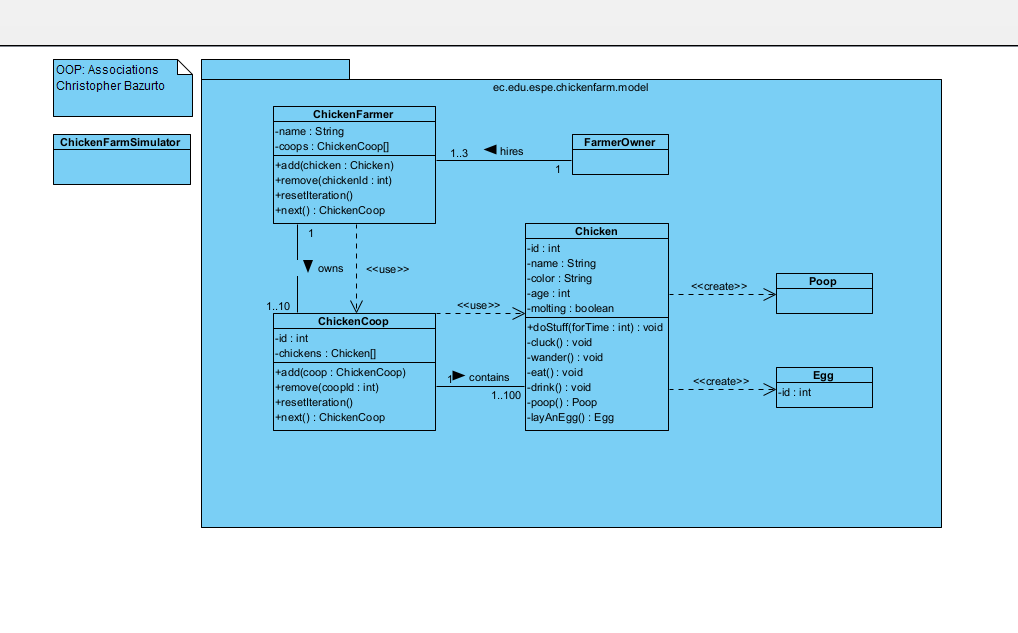 OOP: Associations
Christopher Bazurto
ChickenFarmSimulator
ec.edu.espe.chickenfarm.model
ChickenFarmer
-name : String
-coops : ChickenCoop[]
+add(chicken : Chicken)
+remove(chickenId : int)
+resetIteration()
+next() : ChickenCoop
1..3
hires
1
FarmerOwner
1
owns
<<use>>
1..10
ChickenCoop
-id : int
-chickens : Chicken[]
+add(coop : ChickenCoop)
+remove(coopId : int)
+resetIteration()
+next() : ChickenCoop
<<use>>
1
contains
1..100
Chicken
-id : int
-name : String
-color : String
-age : int
-molting : boolean
+doStuff(forTime : int) : void
-cluck() : void
-wander() : void
-eat() : void
-drink() : void
-poop() : Poop
-layAnEgg() : Egg
<<create>>
Poop
<<create>>
Egg
-id : int